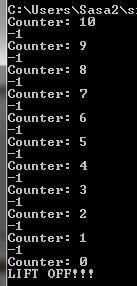 C:\Users\Sasa2\s
Counter: 10
-1
Counter: 9
-1
Counter: 8
-1
Counter: 7
-1
Counter: 6
-1
Counter: 5
-1
Counter: 4
-1
Counter: 3
-1
Counter: 2
-1
Counter: 1
-1
Counter: 0
LIFT OFF!!!